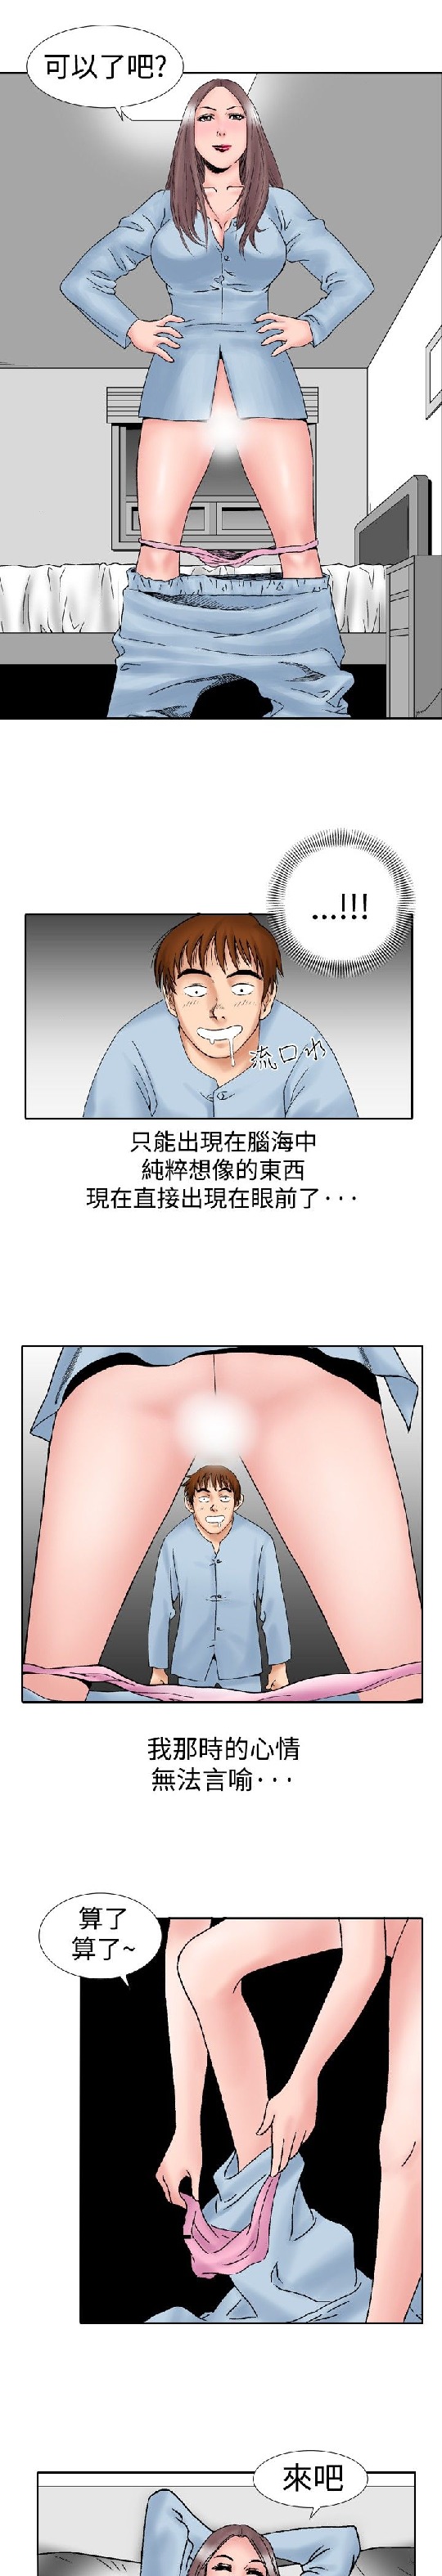 可以了吧?
...!!!
流口水
只能出現在腦海中
純粹想像的東西
現在直接出現在眼前了···
我那時的心情
無法言喻···
算了
算了~
來吧